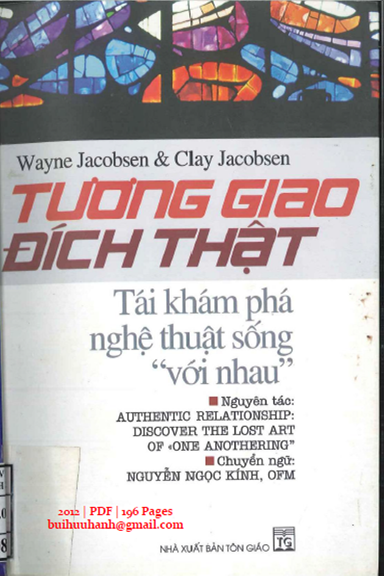 Wayne Jacobsen & Clay Jacobsen
TƯƠNG GIAO
ĐÍCH THẬT
Tái khám phá
nghệ thuật sống
“với nhau”
■ Nguyên tác:
AUTHENTIC RELATIONSHIP:
DISCOVER THE LOST ART
OF «ONE ANOTHERING”
■ Chuyển ngữ:
NGUYỄN NGỌC KÍNH, OFM
2012 | PDF | 196 Pages
buihuuhanh@gmail.com
NHÀ XUẤT BẢN TÔN GIÁO
TG